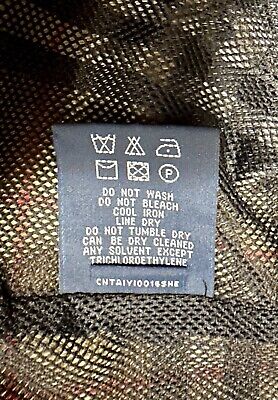 P
DO NOT WASH
DO NOT BLEACH
COOL IRON
LINE DRY
DO NOT TUMBLE DRY
CAN BE DRY CLEANED
ANY SOLVENT EXCEPT
TRICHLOROETHYLENE
CNTAIYI0016SHE